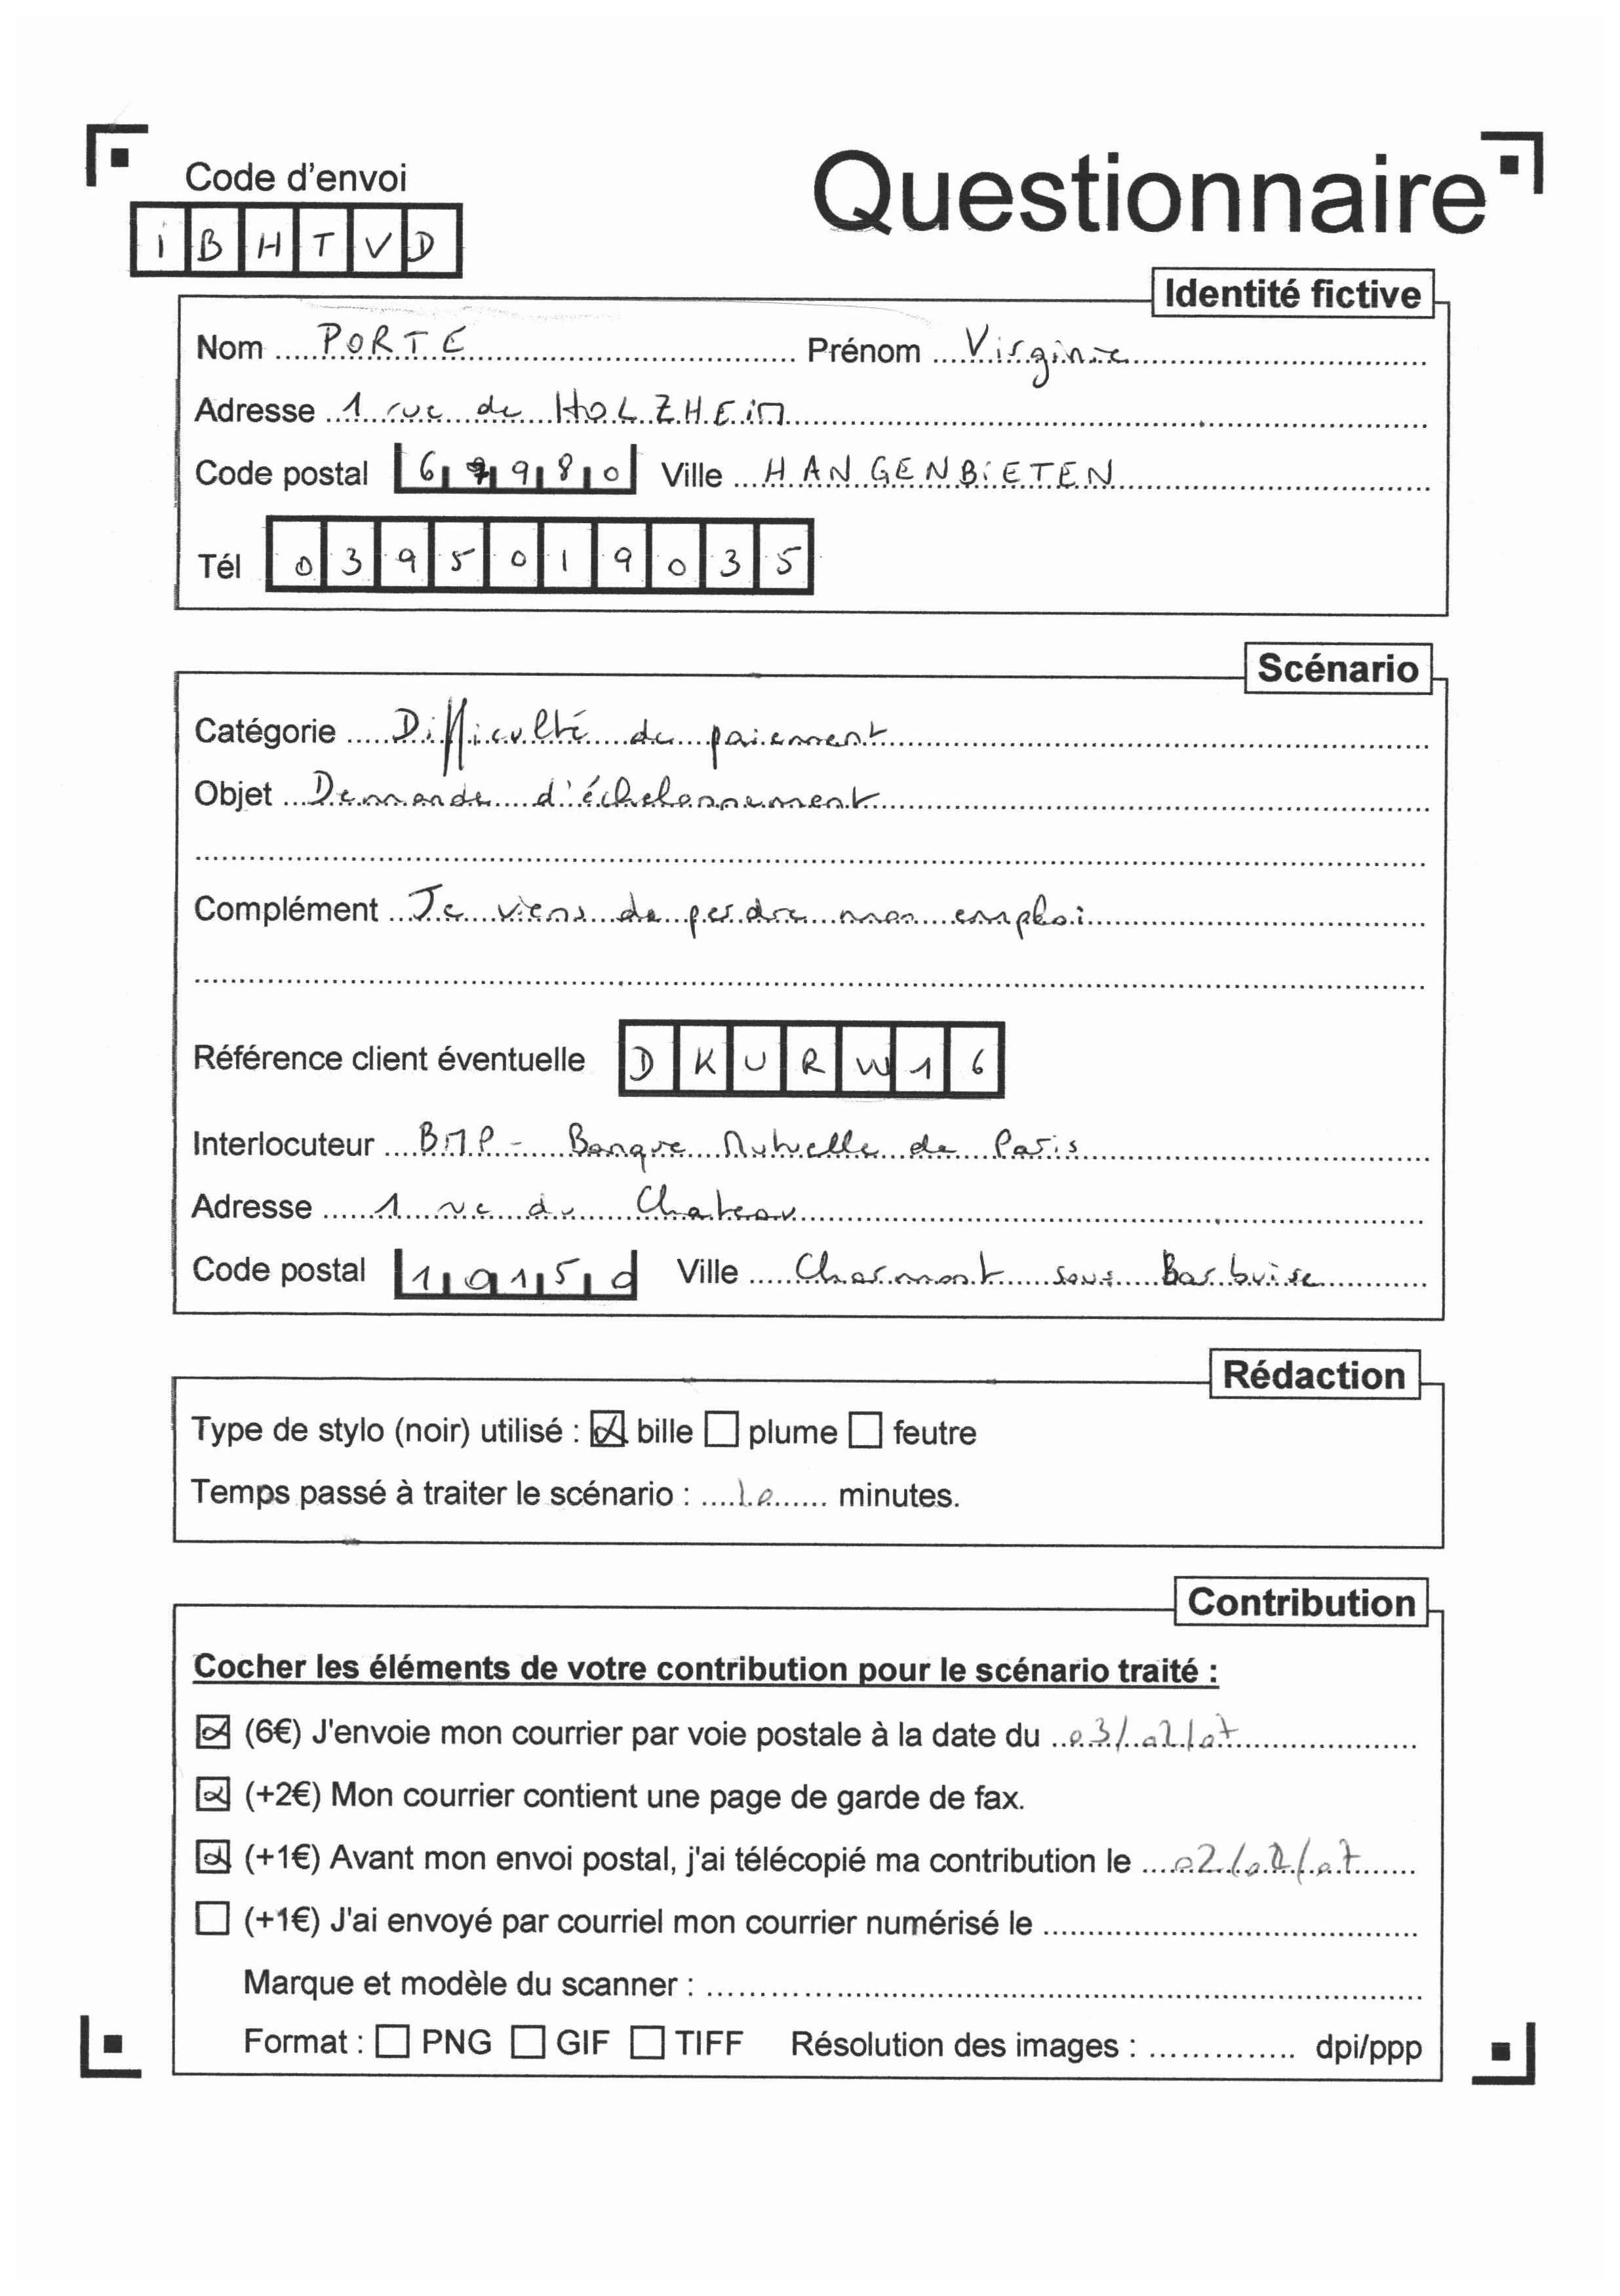 Code d'envoi
Questionnaire
i B H T V D
Identité fictive
Nom PORTE Prénom Virginie
Adresse 1 rue de HOLZHEiM
Code postal 67980 Ville HANGENBiETEN
Tél 0395019035
Scénario
Catégorie Difficulté de paiement
Objet Demande d'échelonnement
Complément Je viens de perdre mon emploi
Référence client éventuelle D K U R W 1 6
Interlocuteur BMP - Banque Mutuelle de Paris
Adresse 1 rue du Chateau
Code postal 10150 Ville Charmont sous Barbuise
Rédaction
Type de stylo (noir) utilisé : bille plume feutre
Temps passé à traiter le scénario : 10 minutes.
Contribution
Cocher les éléments de votre contribution pour le scénario traité :
(6€) J'envoie mon courrier par voie postale à la date du 03/02/07
(+2€) Mon courrier contient une page de garde de fax.
(+1€) Avant mon envoi postal, j'ai télécopié ma contribution le 02/02/07
(+1€) J'ai envoyé par courriel mon courrier numérisé le
Marque et modèle du scanner :
Format : PNG GIF TIFF Résolution des images : dpi/ppp